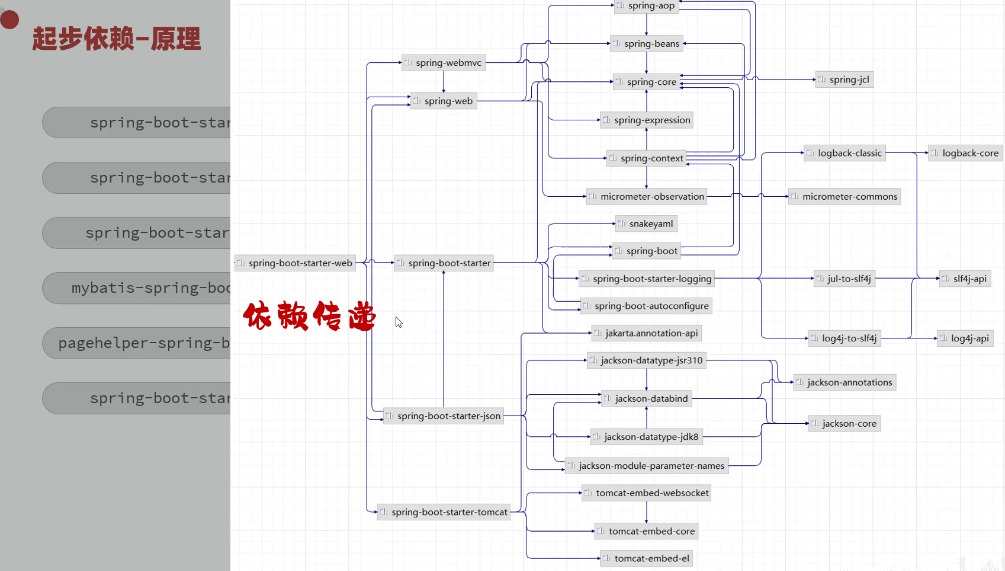 起步依赖-原理
spring-boot-star
spring-boot-star
spring-boot-star
mybatis-spring-boo
pagehelper-spring-b
spring-boot-star
依赖传递
spring-boot-starter-web
spring-webmvc
spring-web
spring-boot-starter
spring-boot-starter-json
spring-boot-starter-tomcat
spring-aop
spring-beans
spring-core
spring-expression
spring-context
micrometer-observation
snakeyaml
spring-boot
spring-boot-starter-logging
spring-boot-autoconfigure
jakarta.annotation-api
jackson-datatype-jsr310
jackson-databind
jackson-datatype-jdk8
jackson-module-parameter-names
tomcat-embed-websocket
tomcat-embed-core
tomcat-embed-el
spring-jcl
logback-classic
micrometer-commons
jul-to-slf4j
log4j-to-slf4j
jackson-annotations
jackson-core
logback-core
slf4j-api
log4j-api